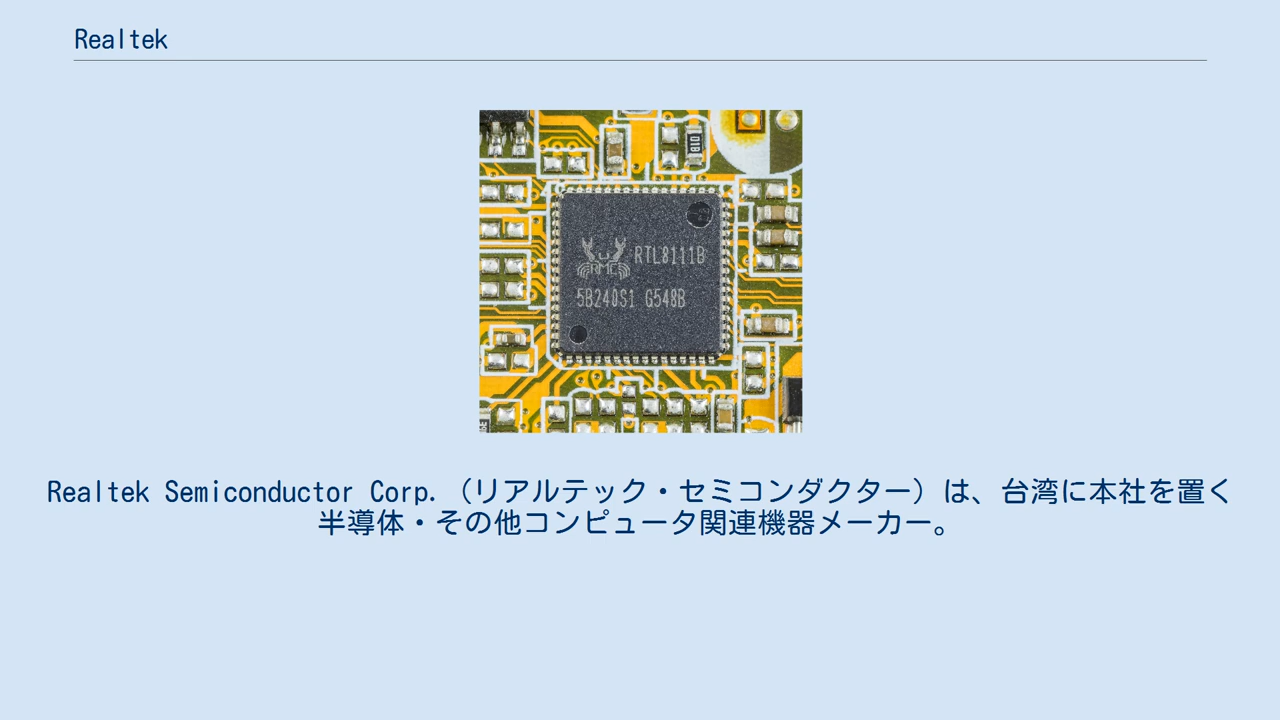 Realtek
01B
RMC
RTL8111B
5B240S1 G548B
Realtek Semiconductor Corp. （リアルテック・セミコンダクター）は、台湾に本社を置く
半導体・その他コンピュータ関連機器メーカー。